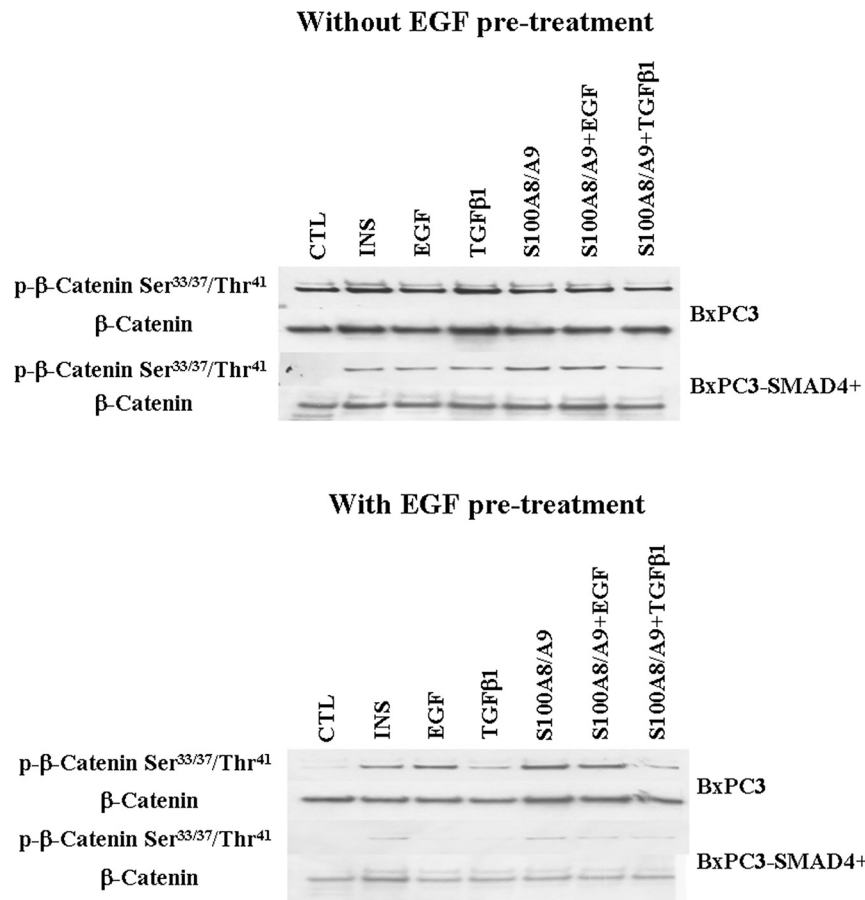 Without EGF pre-treatment
CTL
INS
EGF
TGFβ1
S100A8/A9
S100A8/A9+EGF
S100A8/A9+TGFβ1
p-β-Catenin Ser33/37/Thr41
β-Catenin
BxPC3
p-β-Catenin Ser33/37/Thr41
β-Catenin
BxPC3-SMAD4+
With EGF pre-treatment
CTL
INS
EGF
TGFβ1
S100A8/A9
S100A8/A9+EGF
S100A8/A9+TGFβ1
p-β-Catenin Ser33/37/Thr41
β-Catenin
BxPC3
p-β-Catenin Ser33/37/Thr41
β-Catenin
BxPC3-SMAD4+